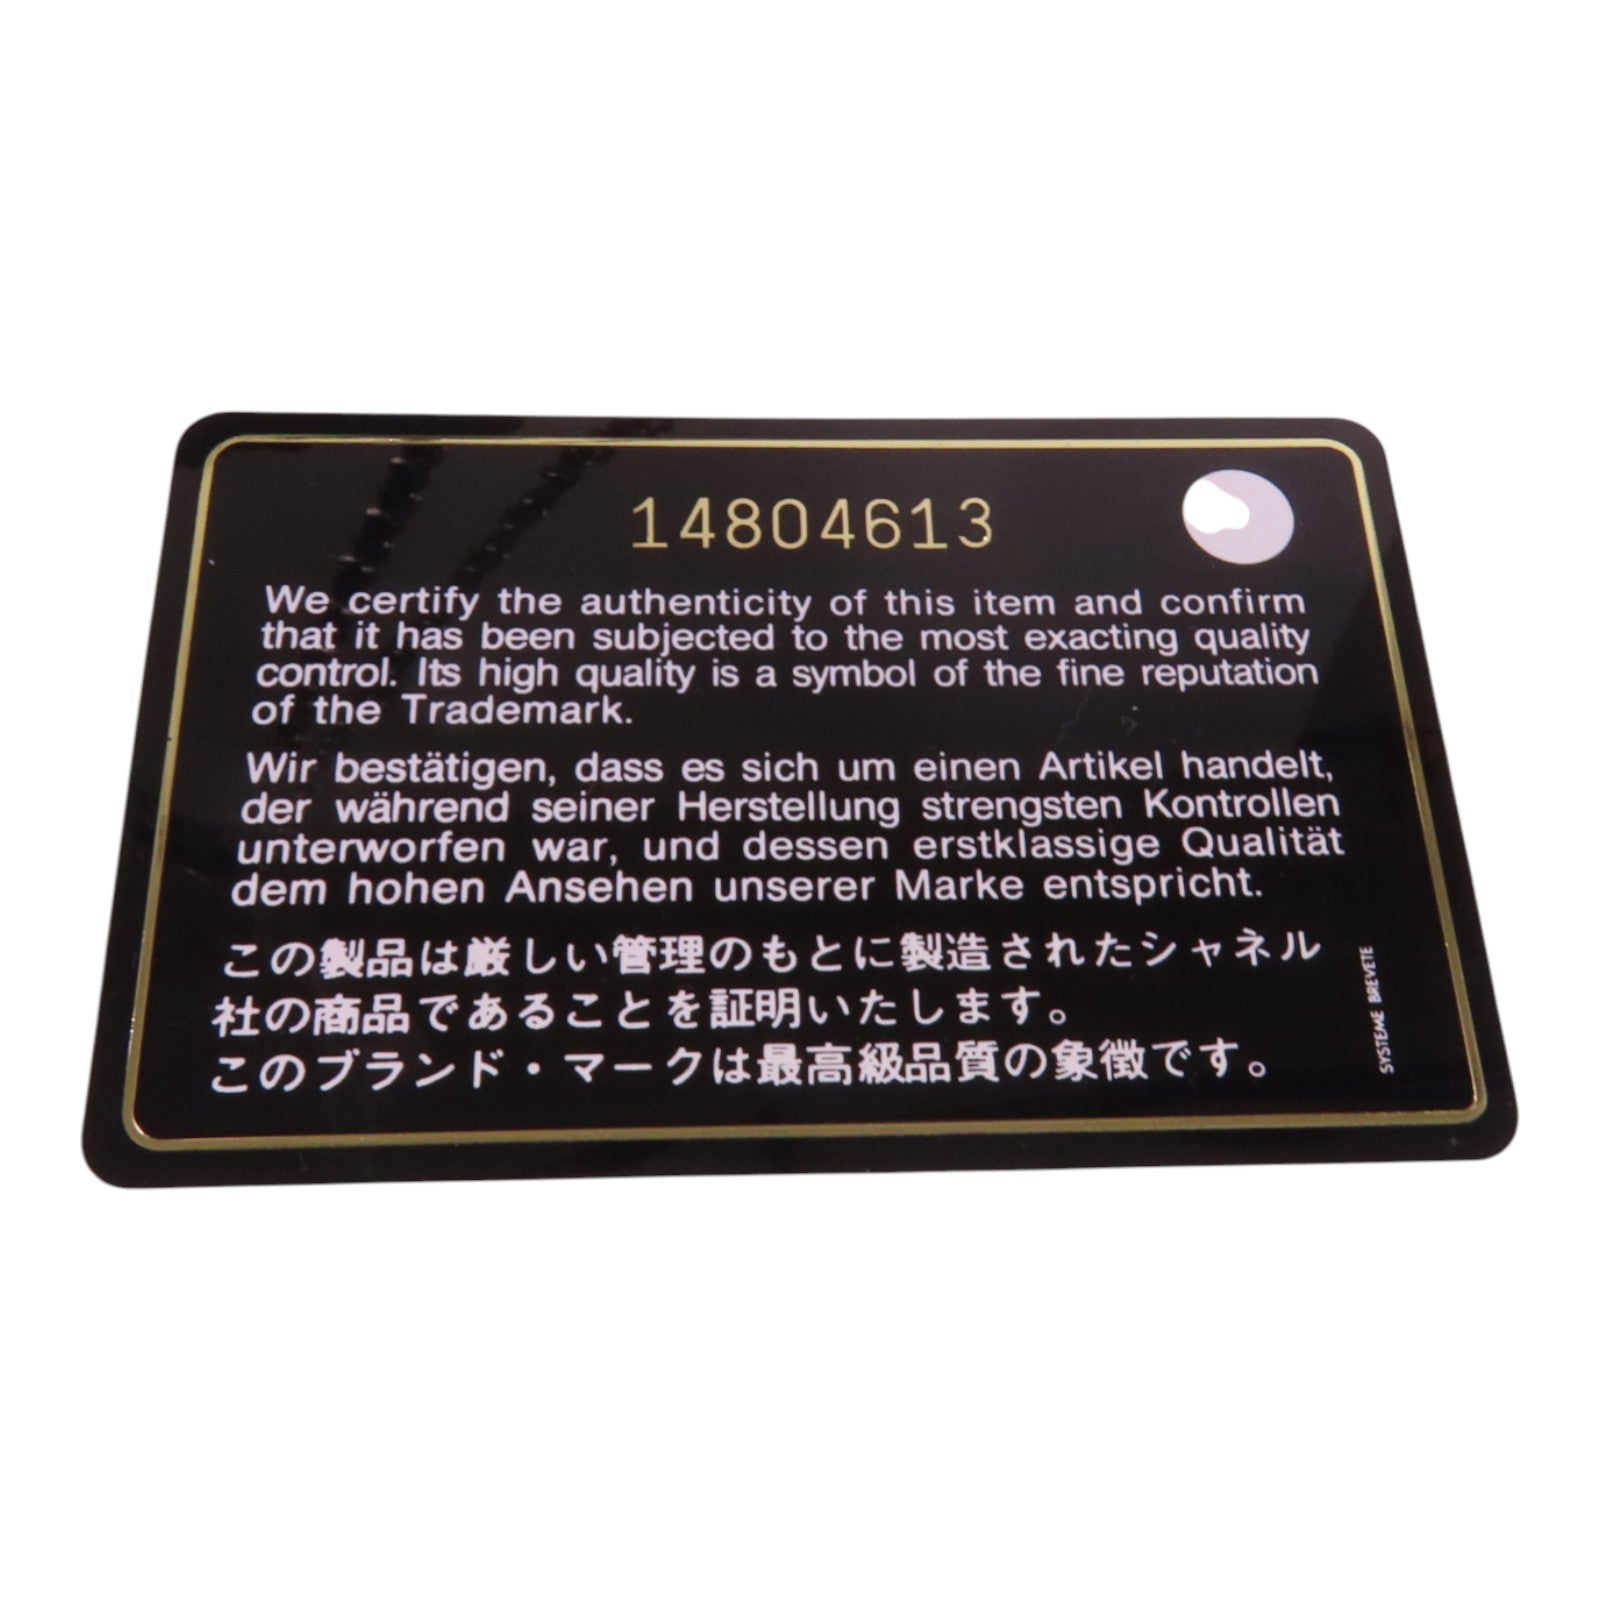 14804613
We certify the authenticity of this item and confirm
that it has been subjected to the most exacting quality
control. Its high quality is a symbol of the fine reputation
of the Trademark.
Wir bestätigen, dass es sich um einen Artikel handelt,
der während seiner Herstellung strengsten Kontrollen
unterworfen war, und dessen erstklassige Qualität
dem hohen Ansehen unserer Marke entspricht.
この製品は厳しい管理のもとに製造されたシャネル
社の商品であることを証明いたします。
このブランド・マークは最高級品質の象徴です。
SYSTEME BREVETE